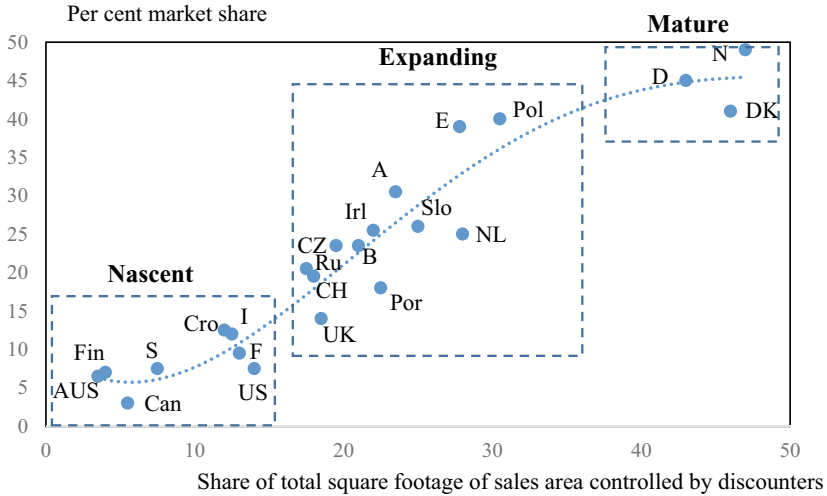 Per cent market share
Mature
50
N
Expanding
45
D
40
E
Pol
DK
35
A
30
Irl
Slo
25
CZ
B
NL
Nascent
Ru
20
CH
Por
15
Cro
I
UK
Fin
S
F
10
AUS
Can
US
5
0
0
10
20
30
40
50
Share of total square footage of sales area controlled by discounters